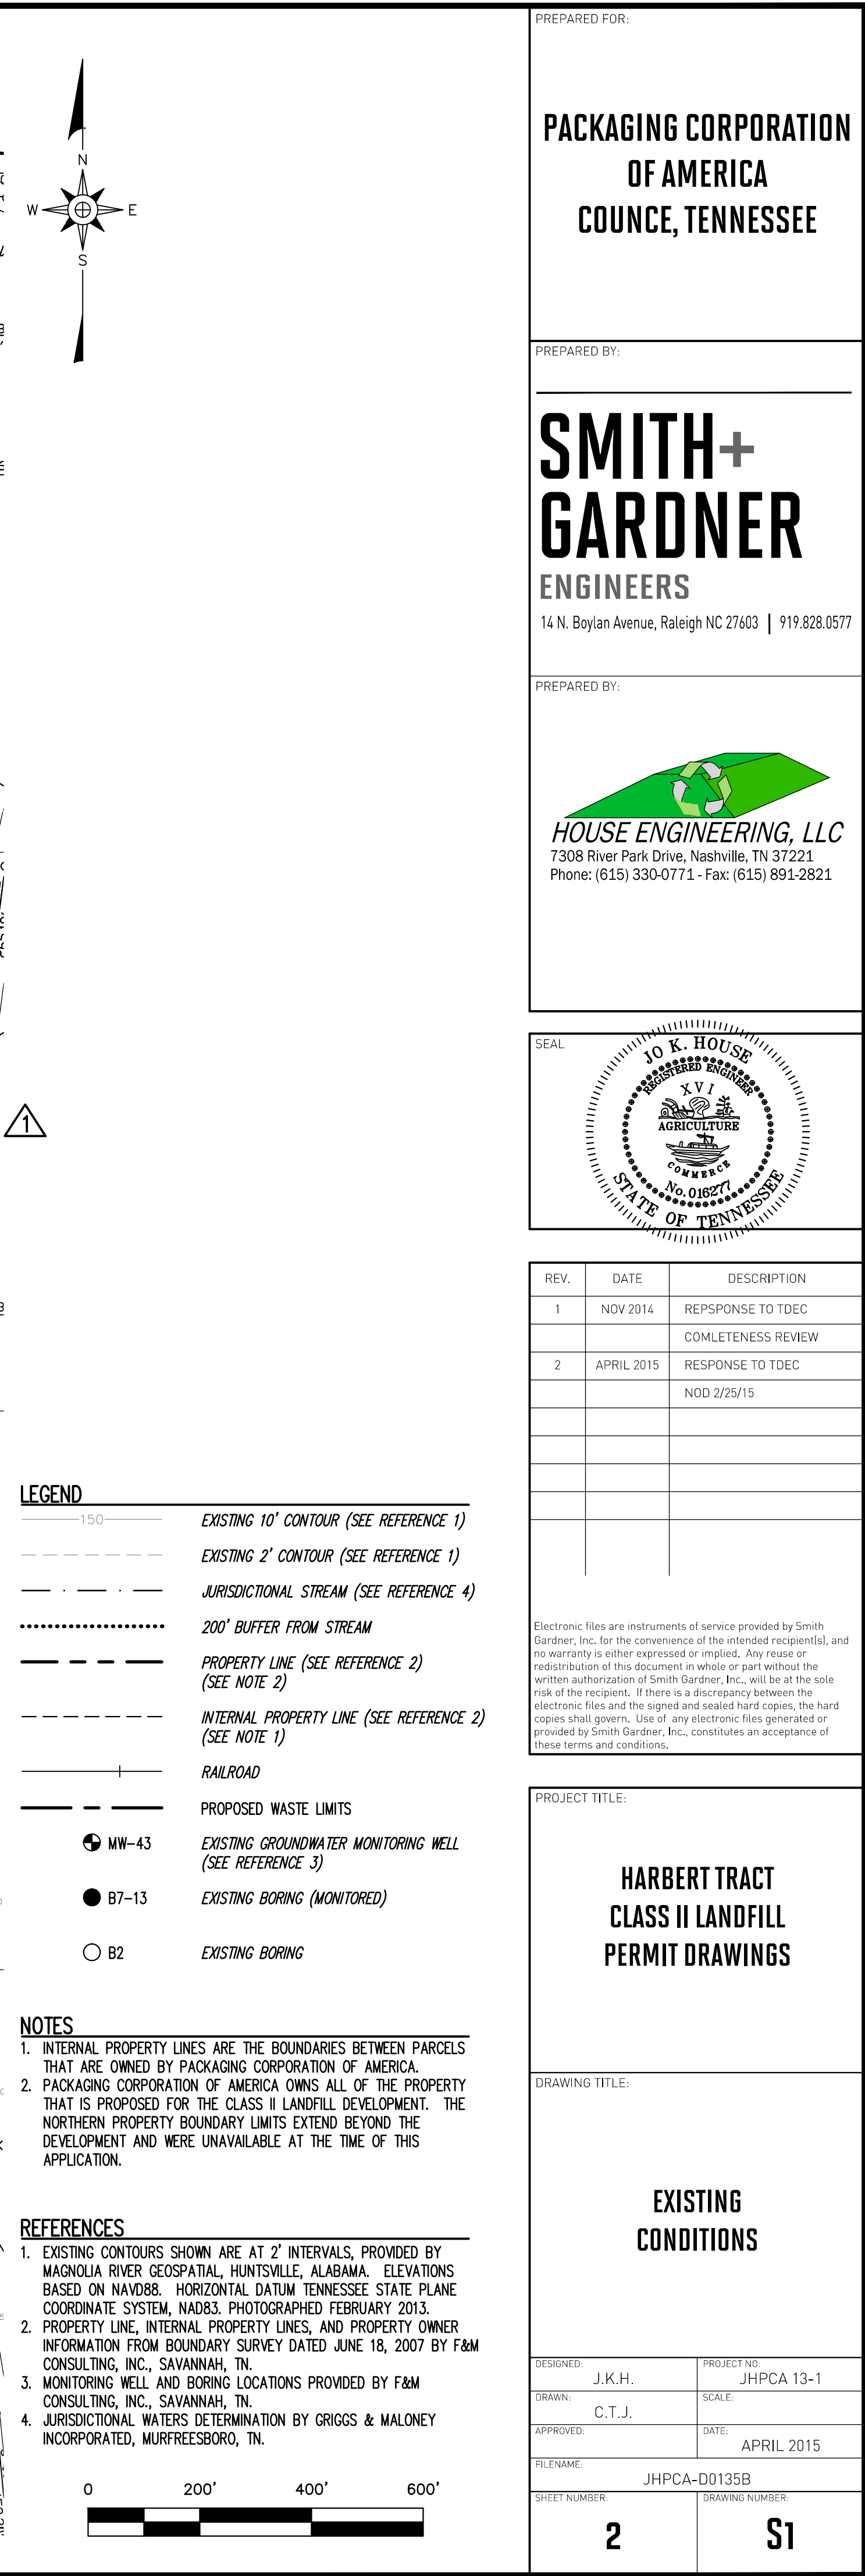 N
W E
S
1
LEGEND
150
EXISTING 10' CONTOUR (SEE REFERENCE 1)
EXISTING 2' CONTOUR (SEE REFERENCE 1)
JURISDICTIONAL STREAM (SEE REFERENCE 4)
200' BUFFER FROM STREAM
PROPERTY LINE (SEE REFERENCE 2)
(SEE NOTE 2)
INTERNAL PROPERTY LINE (SEE REFERENCE 2)
(SEE NOTE 1)
RAILROAD
PROPOSED WASTE LIMITS
MW-43 EXISTING GROUNDWATER MONITORING WELL
(SEE REFERENCE 3)
B7-13 EXISTING BORING (MONITORED)
B2 EXISTING BORING
NOTES
1. INTERNAL PROPERTY LINES ARE THE BOUNDARIES BETWEEN PARCELS
THAT ARE OWNED BY PACKAGING CORPORATION OF AMERICA.
2. PACKAGING CORPORATION OF AMERICA OWNS ALL OF THE PROPERTY
THAT IS PROPOSED FOR THE CLASS II LANDFILL DEVELOPMENT. THE
NORTHERN PROPERTY BOUNDARY LIMITS EXTEND BEYOND THE
DEVELOPMENT AND WERE UNAVAILABLE AT THE TIME OF THIS
APPLICATION.
REFERENCES
1. EXISTING CONTOURS SHOWN ARE AT 2' INTERVALS, PROVIDED BY
MAGNOLIA RIVER GEOSPATIAL, HUNTSVILLE, ALABAMA. ELEVATIONS
BASED ON NAVD88. HORIZONTAL DATUM TENNESSEE STATE PLANE
COORDINATE SYSTEM, NAD83. PHOTOGRAPHED FEBRUARY 2013.
2. PROPERTY LINE, INTERNAL PROPERTY LINES, AND PROPERTY OWNER
INFORMATION FROM BOUNDARY SURVEY DATED JUNE 18, 2007 BY F&M
CONSULTING, INC., SAVANNAH, TN.
3. MONITORING WELL AND BORING LOCATIONS PROVIDED BY F&M
CONSULTING, INC., SAVANNAH, TN.
4. JURISDICTIONAL WATERS DETERMINATION BY GRIGGS & MALONEY
INCORPORATED, MURFREESBORO, TN.
0 200' 400' 600'
PREPARED FOR:
PACKAGING CORPORATION
OF AMERICA
COUNCE, TENNESSEE
PREPARED BY:
SMITH+
GARDNER
ENGINEERS
14 N. Boylan Avenue, Raleigh NC 27603 | 919.828.0577
PREPARED BY:
HOUSE ENGINEERING, LLC
7308 River Park Drive, Nashville, TN 37221
Phone: (615) 330-0771 - Fax: (615) 891-2821
SEAL
JO K. HOUSE
REGISTERED ENGINEER
XVI
AGRICULTURE
COMMERCE
No. 016277
STATE OF TENNESSEE
REV. DATE DESCRIPTION
1 NOV 2014 REPSPONSE TO TDEC
COMLETENESS REVIEW
2 APRIL 2015 RESPONSE TO TDEC
NOD 2/25/15
Electronic files are instruments of service provided by Smith
Gardner, Inc. for the convenience of the intended recipient(s), and
no warranty is either expressed or implied. Any reuse or
redistribution of this document in whole or part without the
written authorization of Smith Gardner, Inc., will be at the sole
risk of the recipient. If there is a discrepancy between the
electronic files and the signed and sealed hard copies, the hard
copies shall govern. Use of any electronic files generated or
provided by Smith Gardner, Inc., constitutes an acceptance of
these terms and conditions.
PROJECT TITLE:
HARBERT TRACT
CLASS II LANDFILL
PERMIT DRAWINGS
DRAWING TITLE:
EXISTING
CONDITIONS
DESIGNED: J.K.H. PROJECT NO: JHPCA 13-1
DRAWN: C.T.J. SCALE:
APPROVED: DATE: APRIL 2015
FILENAME: JHPCA-D0135B
SHEET NUMBER: 2 DRAWING NUMBER: S1